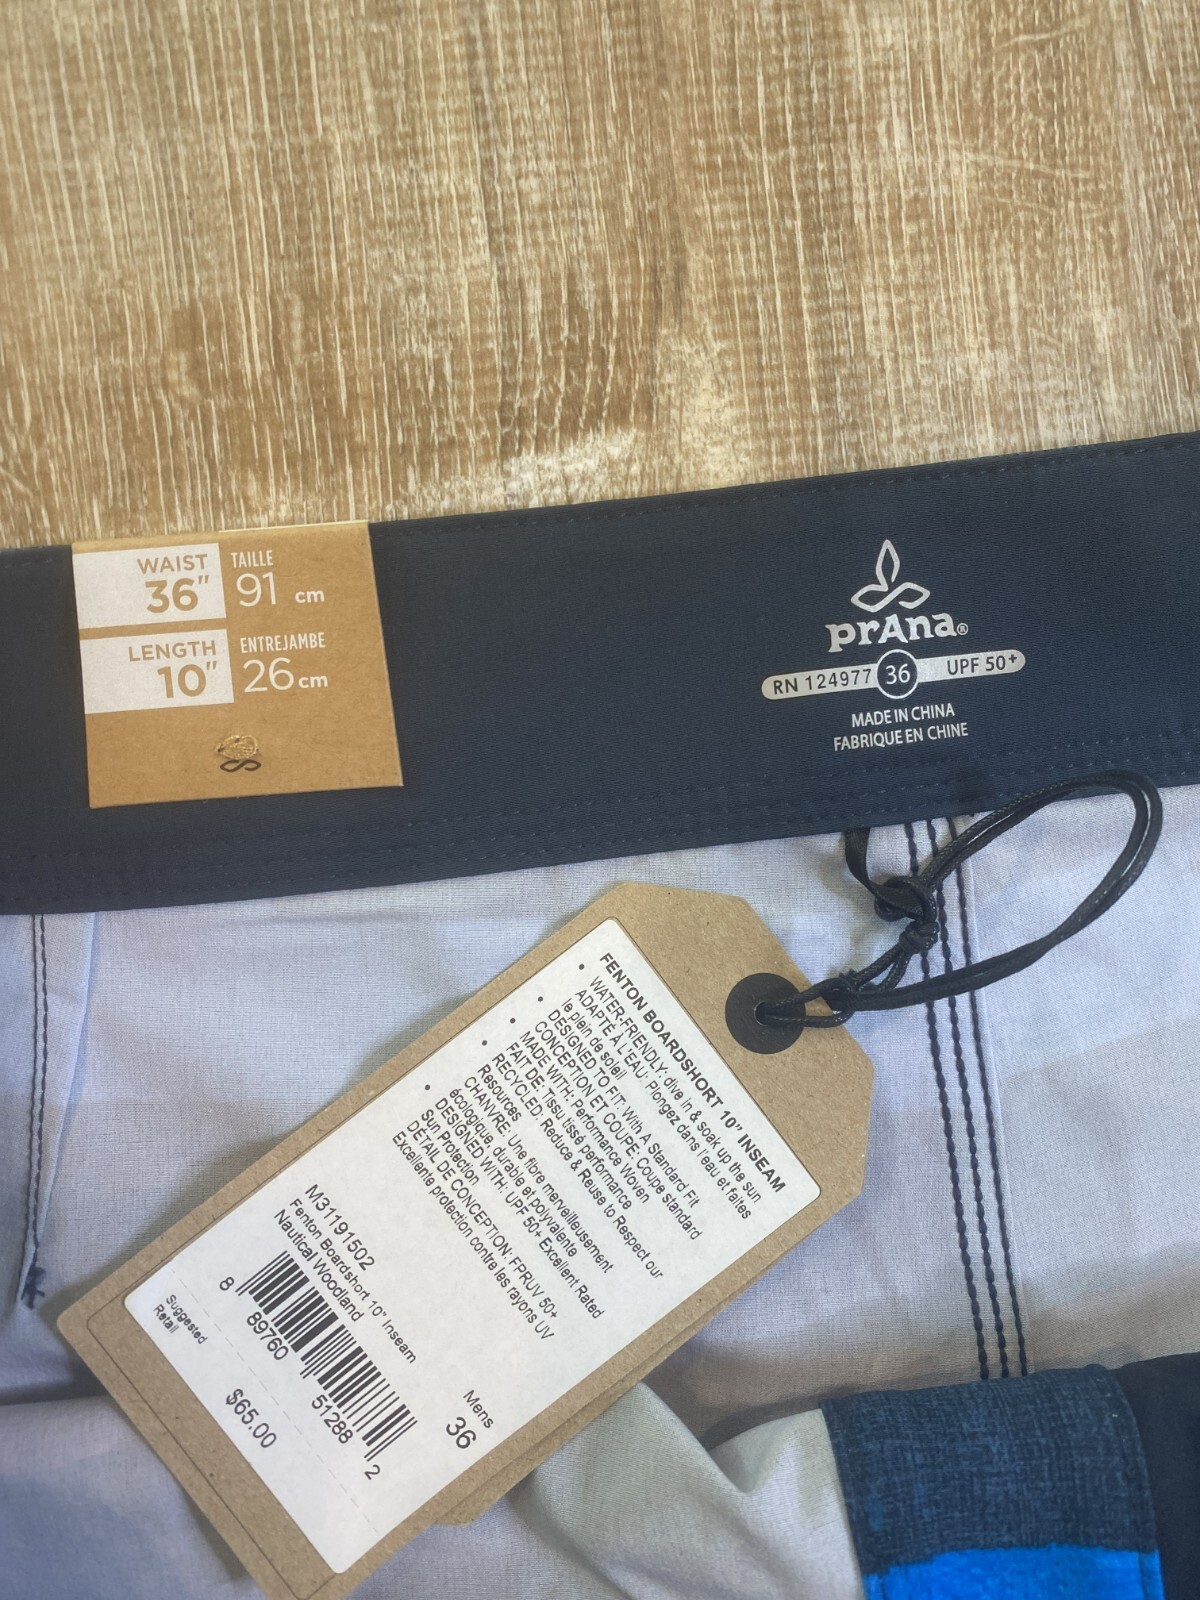 WAIST
36"
TAILLE
91 cm
LENGTH
10"
ENTREJAMBE
26 cm
prAna®
RN 124977 36 UPF 50+
MADE IN CHINA
FABRIQUE EN CHINE
FENTON BOARDSHORT 10" INSEAM
• WATER-FRIENDLY: dive in & soak up the sun
ADAPTÉ À L'EAU: Plongez dans l'eau et faites
le plein de soleil
• DESIGNED TO FIT: With A Standard Fit
CONCEPTION ET COUPE: Coupe standard
• MADE WITH: Performance Woven
FAIT DE: Tissu tissé performance
• RECYCLED: Reduce & Reuse to Respect our
Resources
CHANVRE: Une fibre merveilleusement
écologique, durable et polyvalente
• DESIGNED WITH: UPF 50+ Excellent Rated
Sun Protection
DÉTAIL DE CONCEPTION: FPRUV 50+
Excellente protection contre les rayons UV
M31191502
Fenton Boardshort 10" Inseam
Nautical Woodland
8 89760 51288 2
Mens
36
Suggested
Retail
$65.00